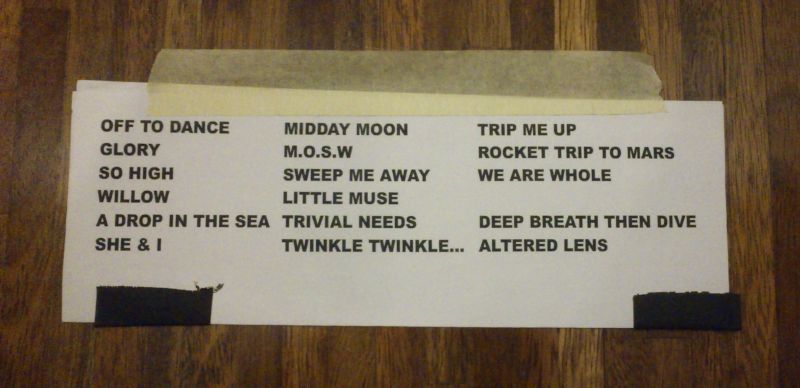 OFF TO DANCE
GLORY
SO HIGH
WILLOW
A DROP IN THE SEA
SHE & I
MIDDAY MOON
M.O.S.W
SWEEP ME AWAY
LITTLE MUSE
TRIVIAL NEEDS
TWINKLE TWINKLE...
TRIP ME UP
ROCKET TRIP TO MARS
WE ARE WHOLE
DEEP BREATH THEN DIVE
ALTERED LENS